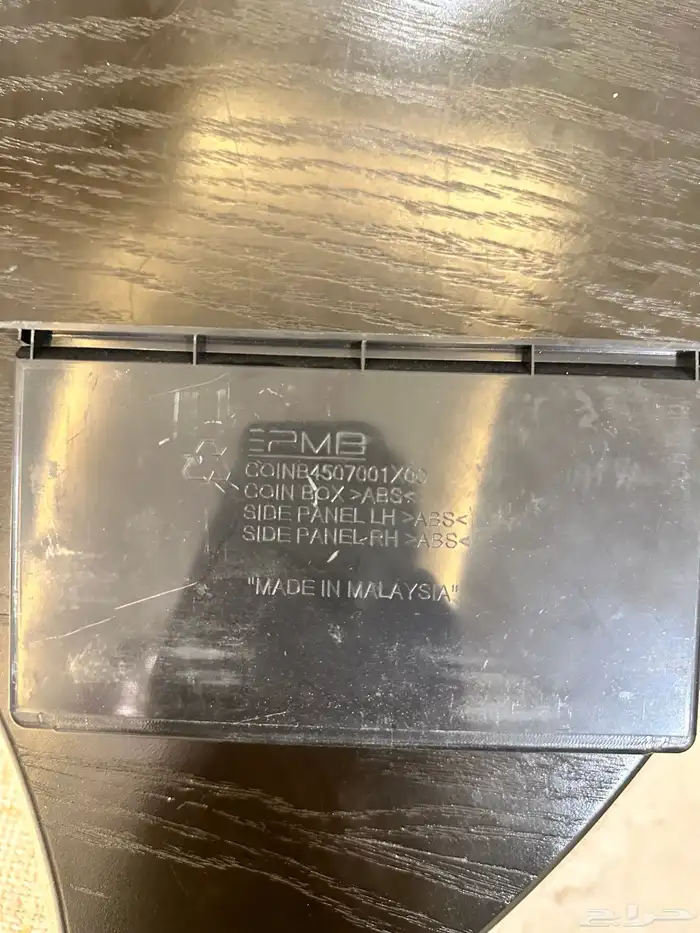 EPMB
COINB4507001X00
COIN BOX >ABS<
SIDE PANEL LH >ABS<
SIDE PANEL RH >ABS<
"MADE IN MALAYSIA"
حراج